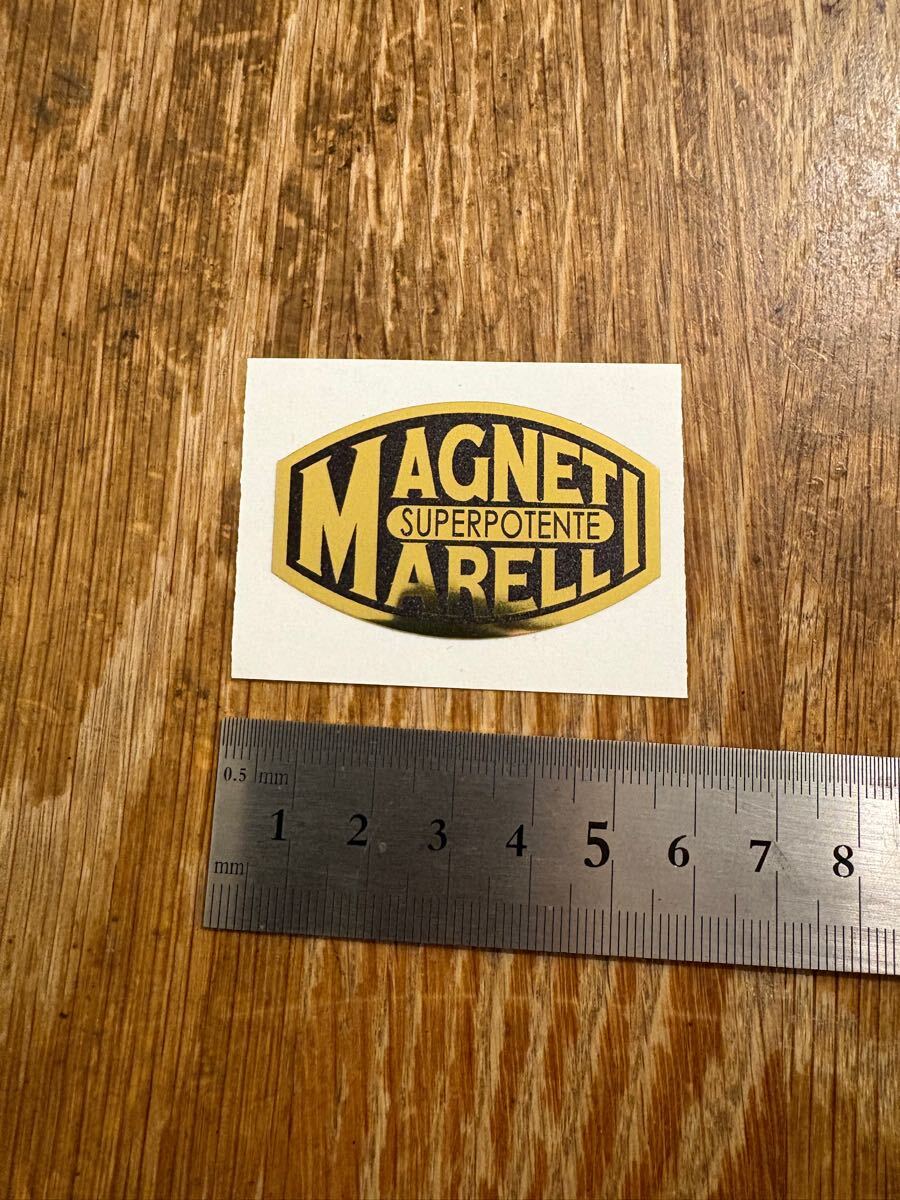 MAGNETI
SUPERPOTENTE
MARELLI
0.5 mm
1 2 3 4 5 6 7 8
mm